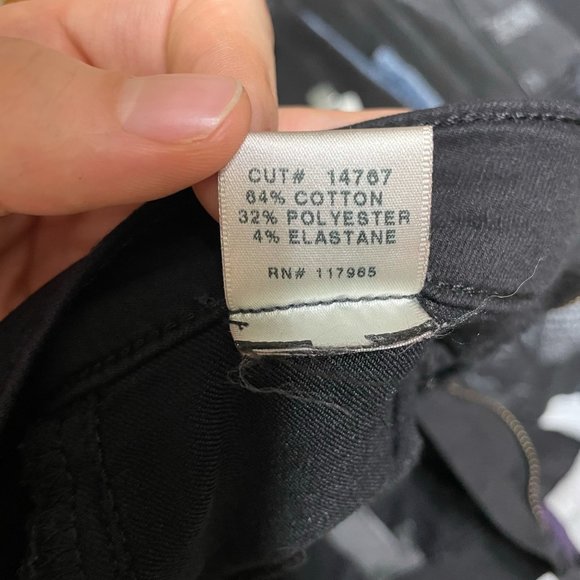 CUT# 14767
64% COTTON
32% POLYESTER
4% ELASTANE
RN# 117965